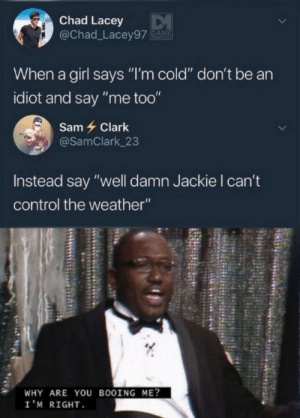 Chad Lacey
@Chad_Lacey97
When a girl says "I'm cold" don't be an
idiot and say "me too"
Sam⚡Clark
@SamClark_23
Instead say "well damn Jackie I can't
control the weather"
WHY ARE YOU BOOING ME?
I'M RIGHT.